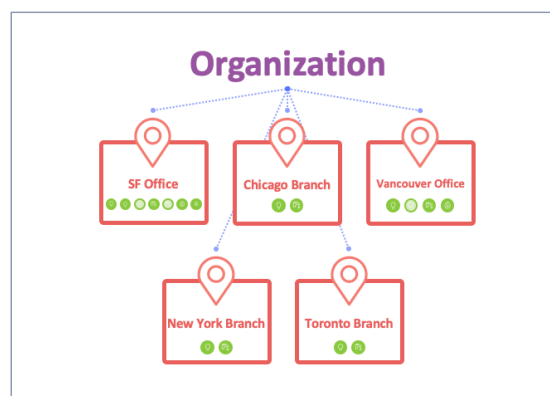 Organization
SF Office
Chicago Branch
Vancouver Office
New York Branch
Toronto Branch